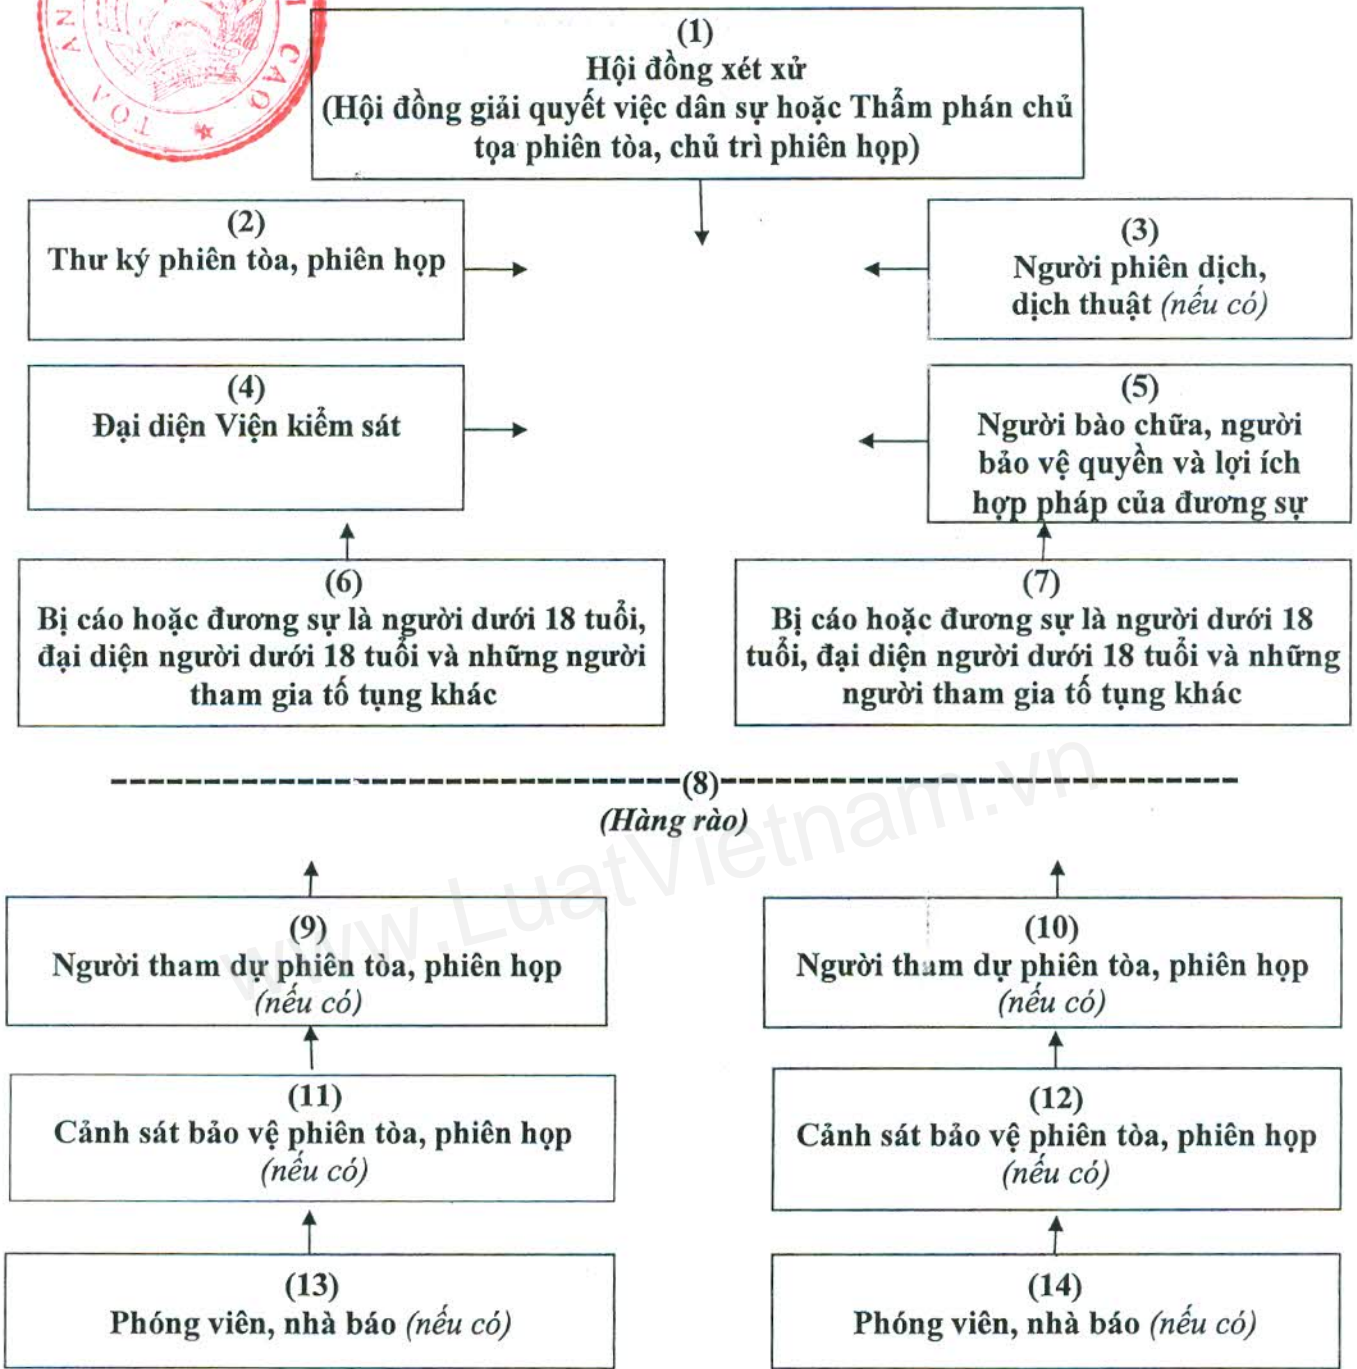 TÒA ÁN
CAO
(1)
Hội đồng xét xử
(Hội đồng giải quyết việc dân sự hoặc Thẩm phán chủ
tọa phiên tòa, chủ trì phiên họp)
(2)
Thư ký phiên tòa, phiên họp
(3)
Người phiên dịch,
dịch thuật (nếu có)
(4)
Đại diện Viện kiểm sát
(5)
Người bào chữa, người
bảo vệ quyền và lợi ích
hợp pháp của đương sự
(6)
Bị cáo hoặc đương sự là người dưới 18 tuổi,
đại diện người dưới 18 tuổi và những người
tham gia tố tụng khác
(7)
Bị cáo hoặc đương sự là người dưới 18
tuổi, đại diện người dưới 18 tuổi và những
người tham gia tố tụng khác
(8)
(Hàng rào)
www.LuatVietnam.vn
(9)
Người tham dự phiên tòa, phiên họp
(nếu có)
(10)
Người tham dự phiên tòa, phiên họp
(nếu có)
(11)
Cảnh sát bảo vệ phiên tòa, phiên họp
(nếu có)
(12)
Cảnh sát bảo vệ phiên tòa, phiên họp
(nếu có)
(13)
Phóng viên, nhà báo (nếu có)
(14)
Phóng viên, nhà báo (nếu có)